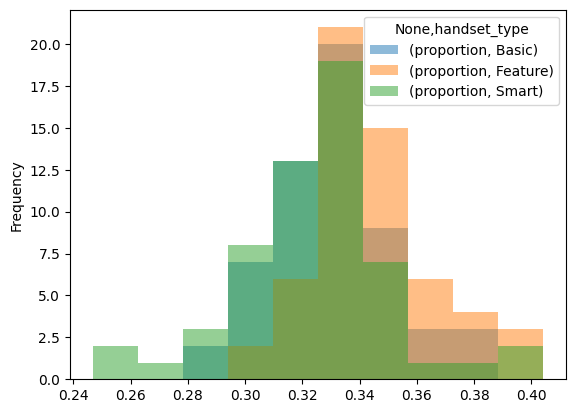 None,handset_type
(proportion, Basic)
(proportion, Feature)
(proportion, Smart)
Frequency
20.0
17.5
15.0
12.5
10.0
7.5
5.0
2.5
0.0
0.24 0.26 0.28 0.30 0.32 0.34 0.36 0.38 0.40